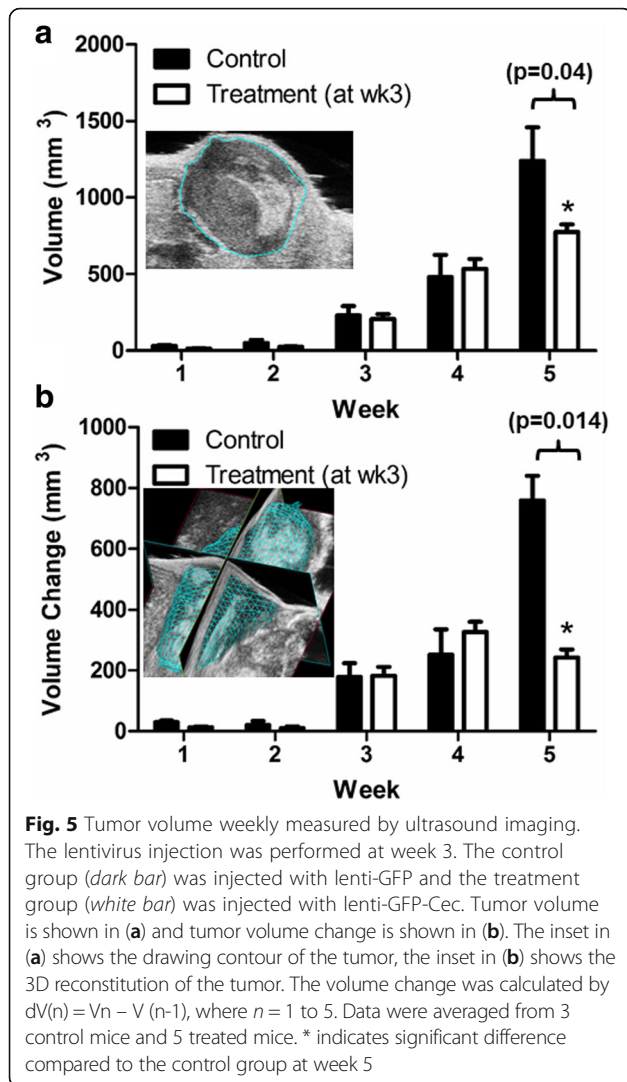 a
2000
1500
1000
500
0
Volume (mm 3)
Control
Treatment (at wk3)
(p=0.04)
*
1 2 3 4 5
Week
b
1000
800
600
400
200
0
Volume Change (mm 3)
Control
Treatment (at wk3)
(p=0.014)
*
1 2 3 4 5
Week
Fig. 5 Tumor volume weekly measured by ultrasound imaging.
The lentivirus injection was performed at week 3. The control
group (dark bar) was injected with lenti-GFP and the treatment
group (white bar) was injected with lenti-GFP-Cec. Tumor volume
is shown in (a) and tumor volume change is shown in (b). The inset in
(a) shows the drawing contour of the tumor, the inset in (b) shows the
3D reconstitution of the tumor. The volume change was calculated by
dV(n) = Vn – V (n-1), where n = 1 to 5. Data were averaged from 3
control mice and 5 treated mice. * indicates significant difference
compared to the control group at week 5